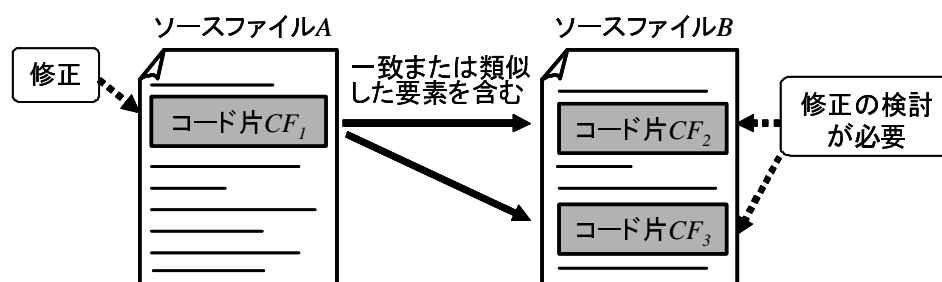 ソースファイルA
ソースファイルB
修正
一致または類似
した要素を含む
コード片CF1
コード片CF2
コード片CF3
修正の検討
が必要